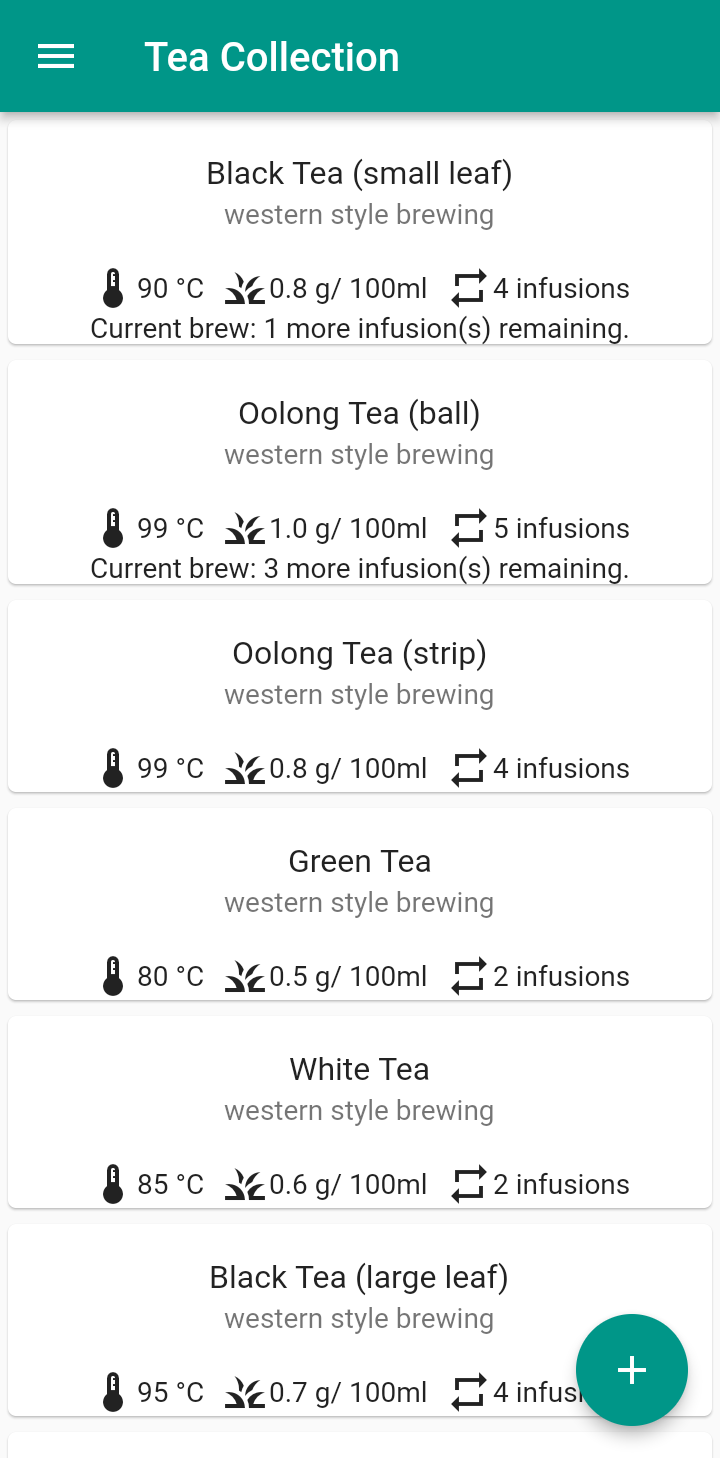 Tea Collection
Black Tea (small leaf)
western style brewing
90 °C 0.8 g/ 100ml 4 infusions
Current brew: 1 more infusion(s) remaining.
Oolong Tea (ball)
western style brewing
99 °C 1.0 g/ 100ml 5 infusions
Current brew: 3 more infusion(s) remaining.
Oolong Tea (strip)
western style brewing
99 °C 0.8 g/ 100ml 4 infusions
Green Tea
western style brewing
80 °C 0.5 g/ 100ml 2 infusions
White Tea
western style brewing
85 °C 0.6 g/ 100ml 2 infusions
Black Tea (large leaf)
western style brewing
95 °C 0.7 g/ 100ml 4 infusi